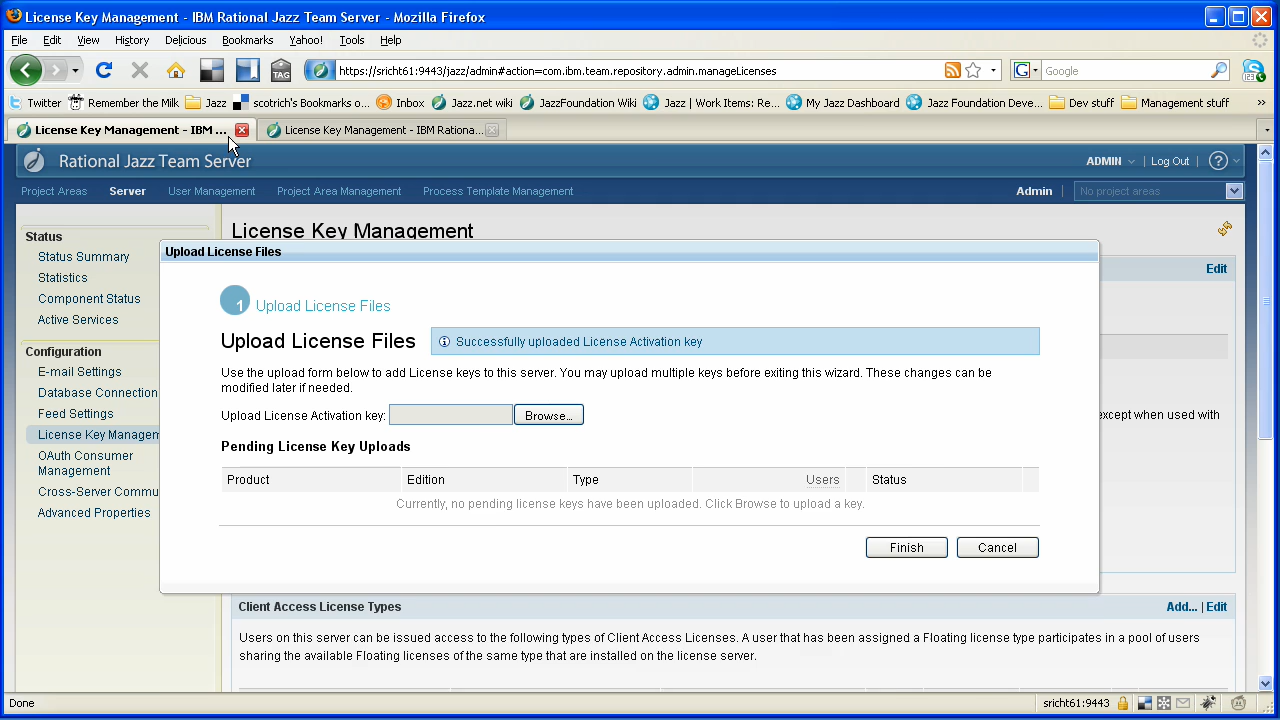 License Key Management - IBM Rational Jazz Team Server - Mozilla Firefox
File Edit View History Delicious Bookmarks Yahoo! Tools Help
TAG https://sricht61:9443/jazz/admin#action=com.ibm.team.repository.admin.manageLicenses G Google
Twitter Remember the Milk Jazz scotrich's Bookmarks o... Inbox Jazz.net wiki JazzFoundation Wiki Jazz | Work Items: Re... My Jazz Dashboard Jazz Foundation Deve... Dev stuff Management stuff »
License Key Management - IBM ... License Key Management - IBM Rationa...
Rational Jazz Team Server ADMIN | Log Out | ?
Project Areas Server User Management Project Area Management Process Template Management Admin | No project areas
License Key Management
Status
Status Summary
Statistics
Component Status
Active Services
Configuration
E-mail Settings
Database Connection
Feed Settings
License Key Managem
OAuth Consumer
Management
Cross-Server Commu
Advanced Properties
Edit
except when used with
Upload License Files
1 Upload License Files
Upload License Files Successfully uploaded License Activation key
Use the upload form below to add License keys to this server. You may upload multiple keys before exiting this wizard. These changes can be
modified later if needed.
Upload License Activation key: Browse...
Pending License Key Uploads
Product Edition Type Users Status
Currently, no pending license keys have been uploaded. Click Browse to upload a key.
Finish Cancel
Client Access License Types Add... | Edit
Users on this server can be issued access to the following types of Client Access Licenses. A user that has been assigned a Floating license type participates in a pool of users
sharing the available Floating licenses of the same type that are installed on the license server.
Done sricht61:9443